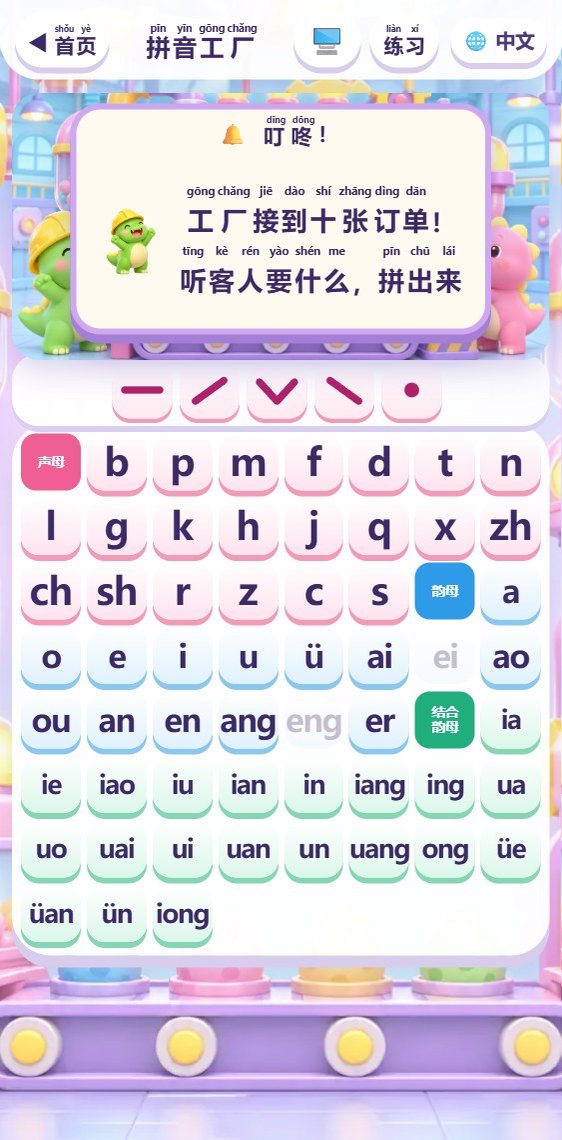 shǒu yè
首页
pīn yīn gōng chǎng
拼音工厂
liàn xí
练习
中文
dīng dōng
叮咚！
gōng chǎng jiē dào shí zhāng dìng dān
工厂接到十张订单！
tīng kè rén yào shén me pīn chū lái
听客人要什么，拼出来
声母 b p m f d t n
l g k h j q x zh
ch sh r z c s 韵母 a
o e i u ü ai ei ao
ou an en ang eng er 结合韵母 ia
ie iao iu ian in iang ing ua
uo uai ui uan un uang ong üe
üan ün iong